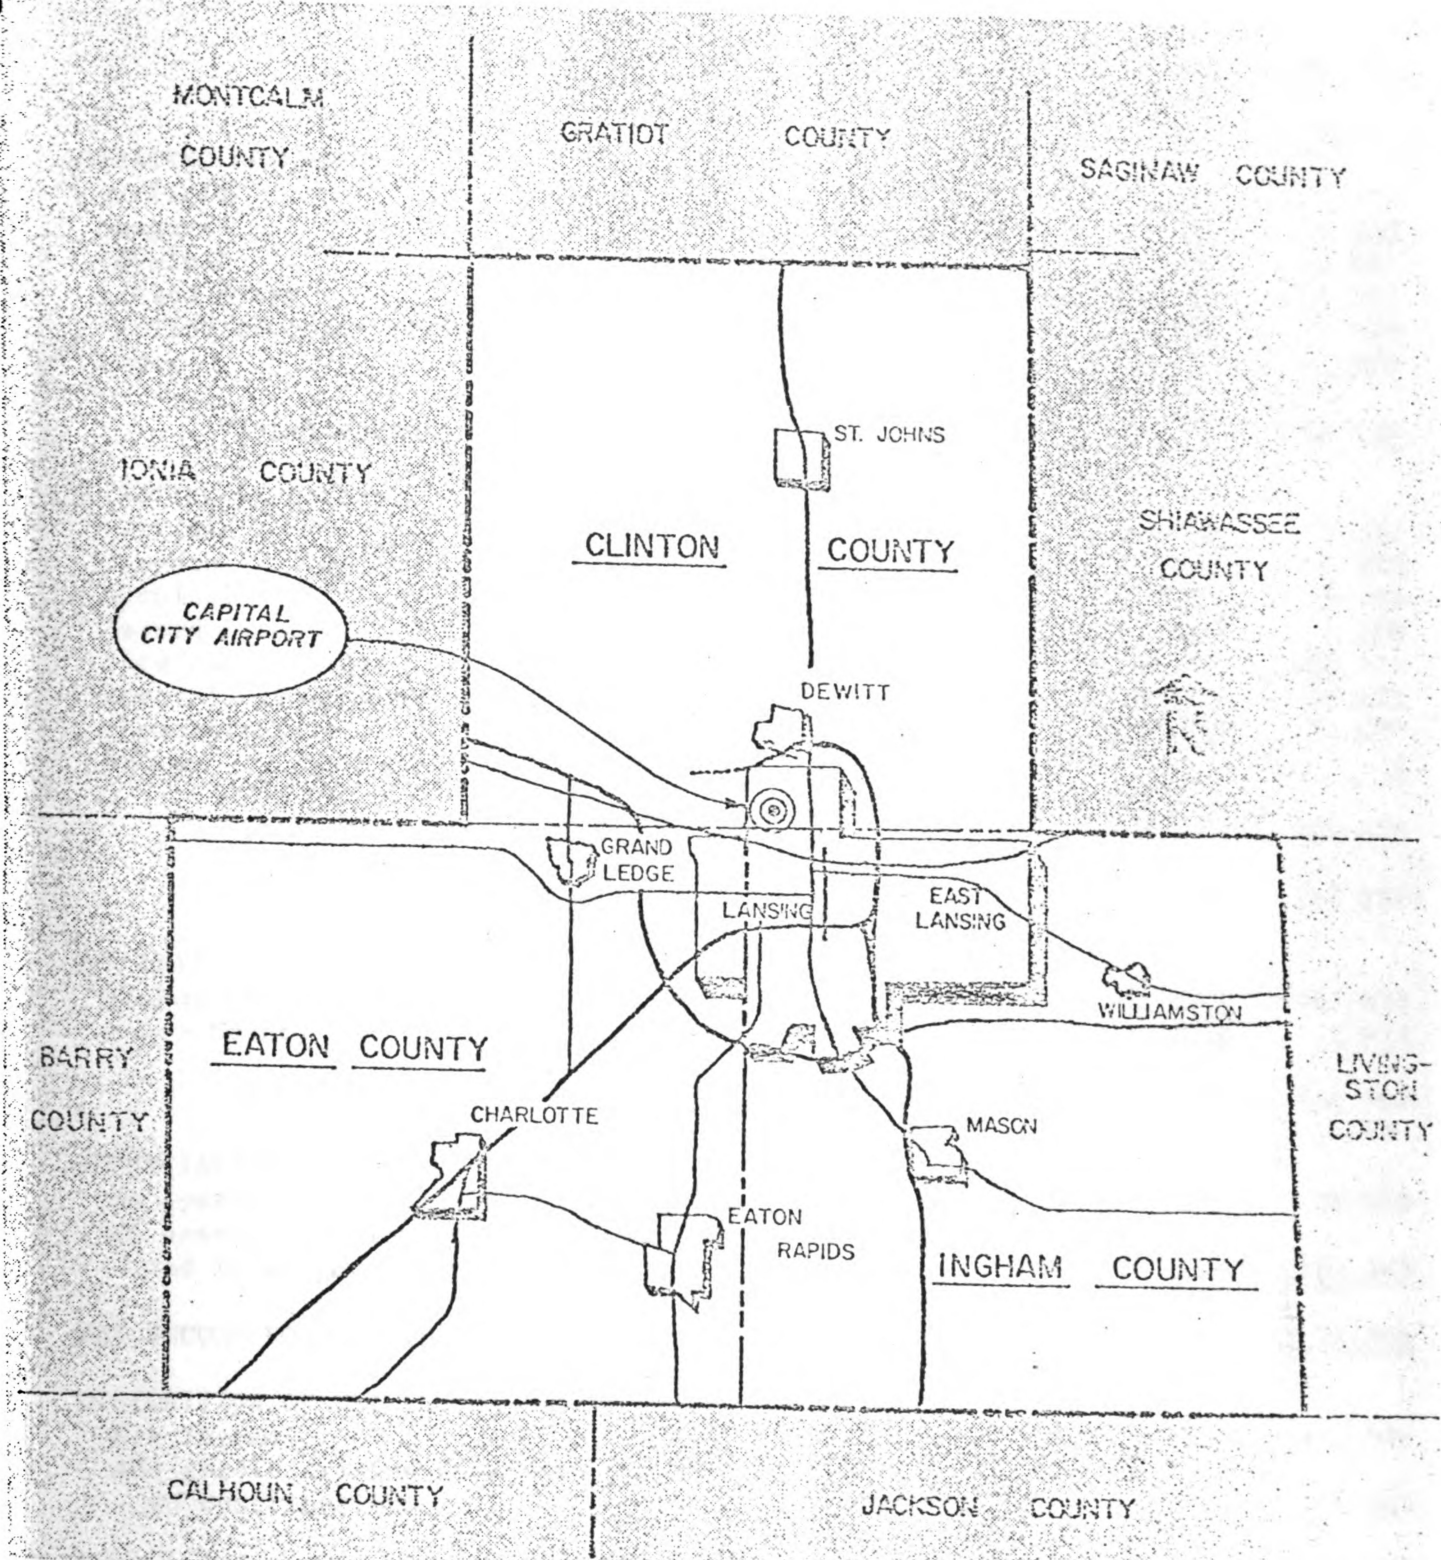 MONTCALM
COUNTY
GRATIOT COUNTY
SAGINAW COUNTY
IONIA COUNTY
ST. JOHNS
CLINTON COUNTY
SHIAWASSEE
COUNTY
CAPITAL
CITY AIRPORT
DEWITT
N
GRAND
LEDGE
LANSING
EAST
LANSING
WILLIAMSTON
EATON COUNTY
BARRY
COUNTY
LIVING-
STON
COUNTY
CHARLOTTE
MASON
EATON
RAPIDS
INGHAM COUNTY
CALHOUN COUNTY
JACKSON COUNTY